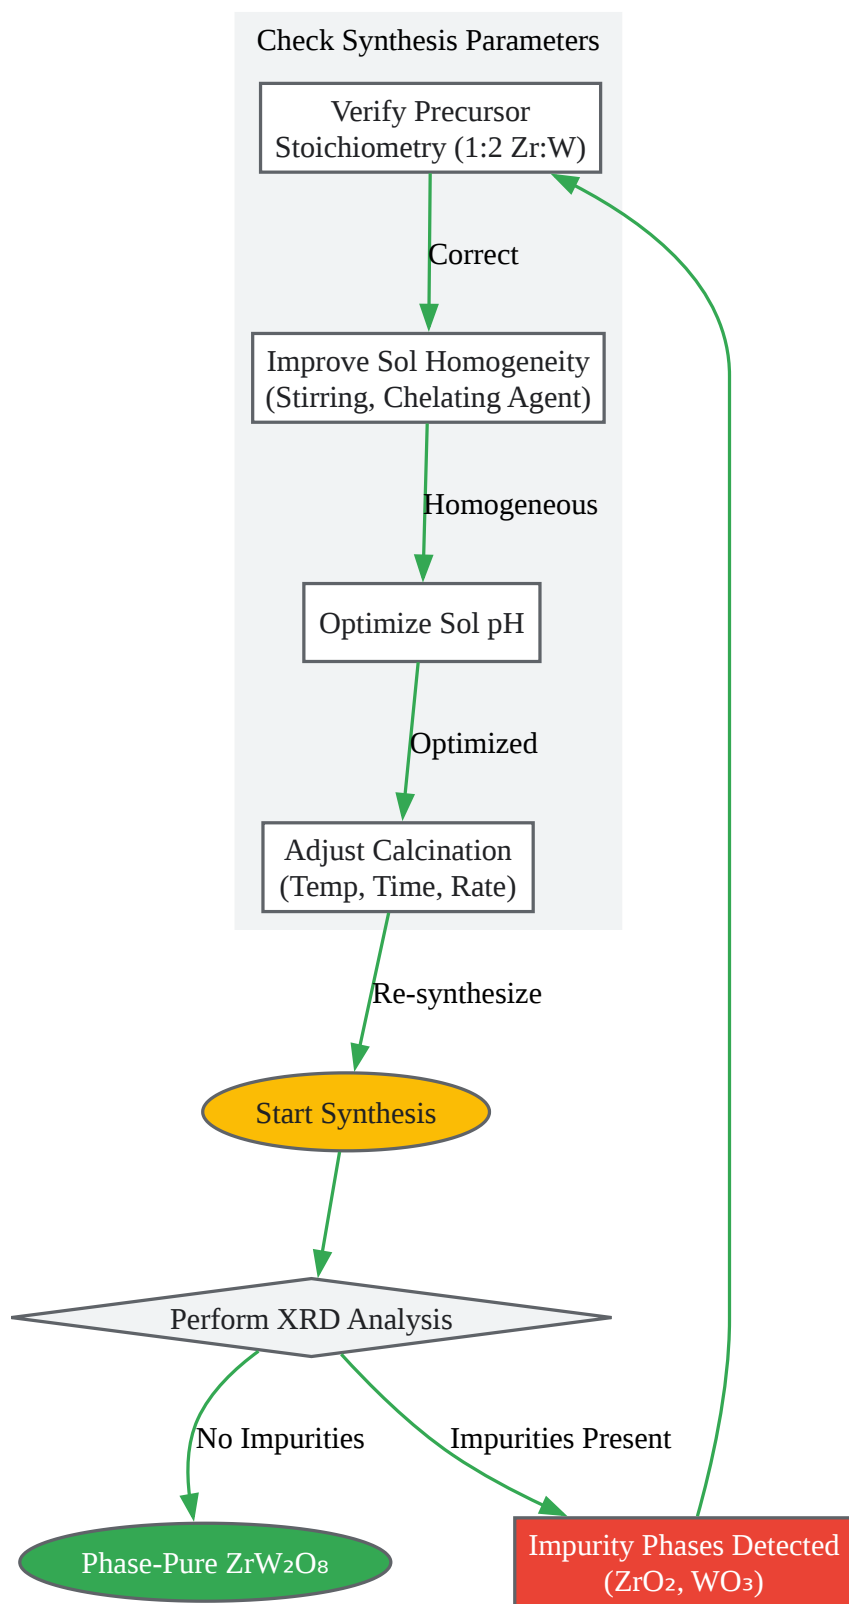 Check Synthesis Parameters
Verify Precursor
Stoichiometry (1:2 Zr:W)
Correct
Improve Sol Homogeneity
(Stirring, Chelating Agent)
Homogeneous
Optimize Sol pH
Optimized
Adjust Calcination
(Temp, Time, Rate)
Re-synthesize
Start Synthesis
Perform XRD Analysis
No Impurities
Impurities Present
Phase-Pure ZrW₂O₈
Impurity Phases Detected
(ZrO₂, WO₃)